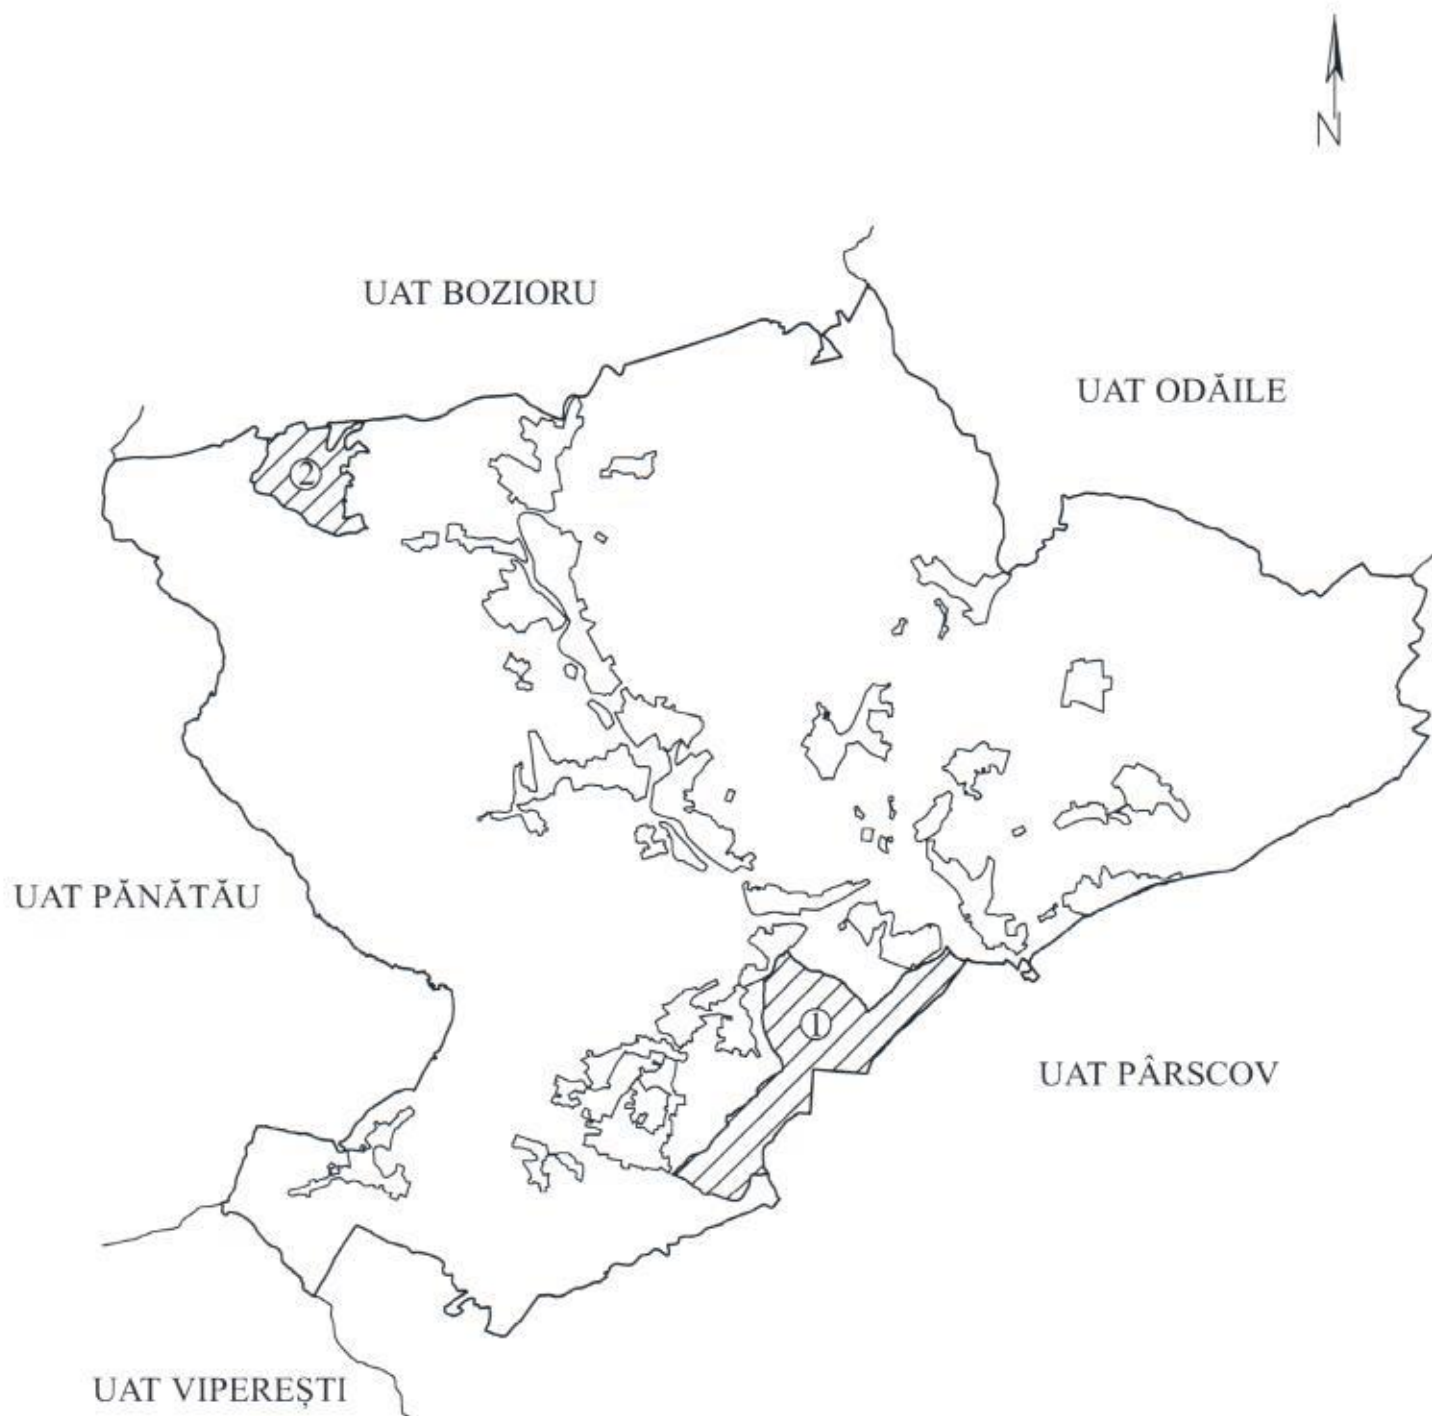 N
UAT BOZIORU
UAT ODĂILE
2
UAT PĂNĂTĂU
1
UAT PÂRSCOV
UAT VIPEREȘTI